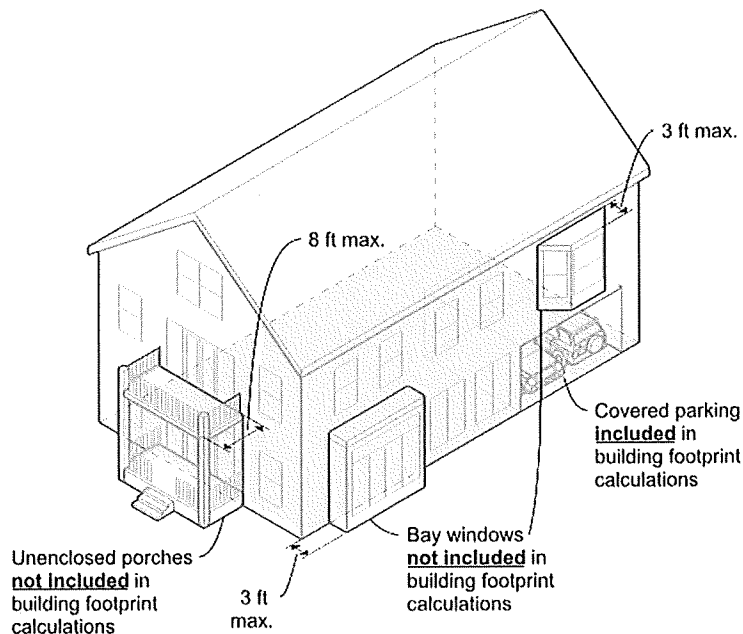 3 ft max.
8 ft max.
Covered parking
included in
building footprint
calculations
Bay windows
not included in
building footprint
calculations
Unenclosed porches
not included in
building footprint
calculations
3 ft
max.